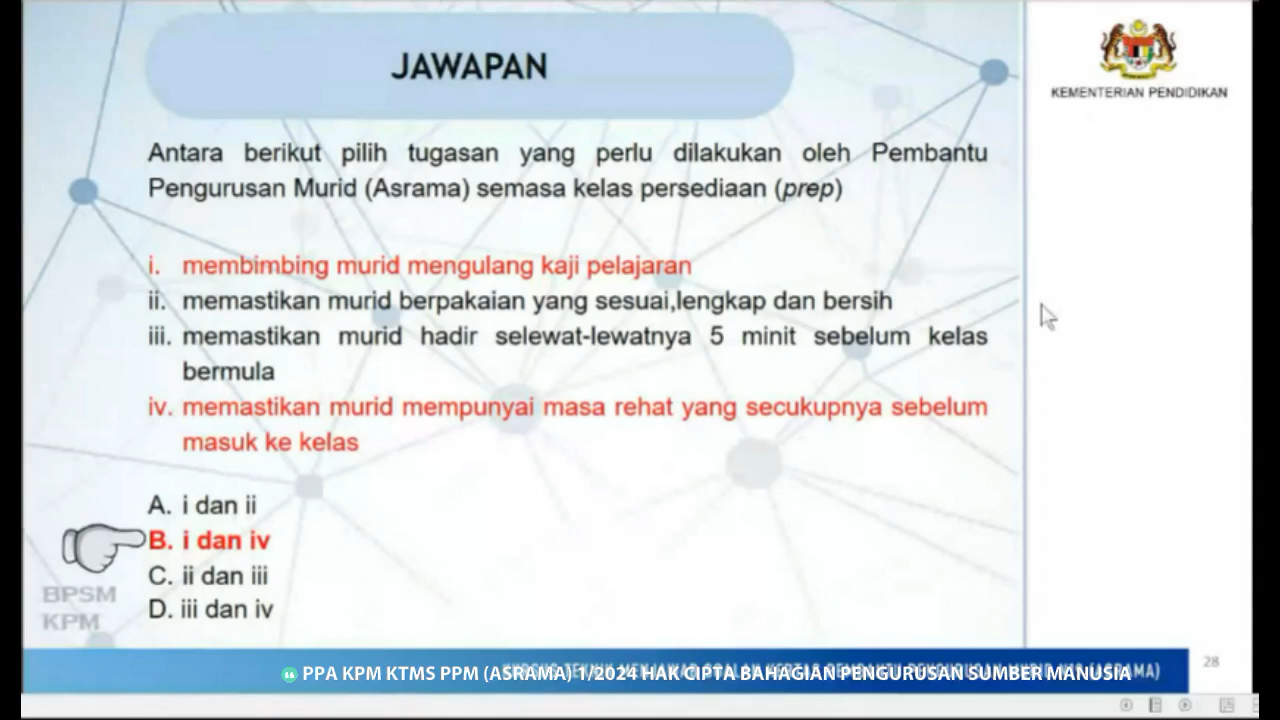 JAWAPAN
KEMENTERIAN PENDIDIKAN
Antara berikut pilih tugasan yang perlu dilakukan oleh Pembantu
Pengurusan Murid (Asrama) semasa kelas persediaan (prep)
i. membimbing murid mengulang kaji pelajaran
ii. memastikan murid berpakaian yang sesuai,lengkap dan bersih
iii. memastikan murid hadir selewat-lewatnya 5 minit sebelum kelas
bermula
iv. memastikan murid mempunyai masa rehat yang secukupnya sebelum
masuk ke kelas
A. i dan ii
B. i dan iv
C. ii dan iii
D. iii dan iv
BPSM
KPM
PPA KPM KTMS PPM (ASRAMA) 1/2024 HAK CIPTA BAHAGIAN PENGURUSAN SUMBER MANUSIA
28